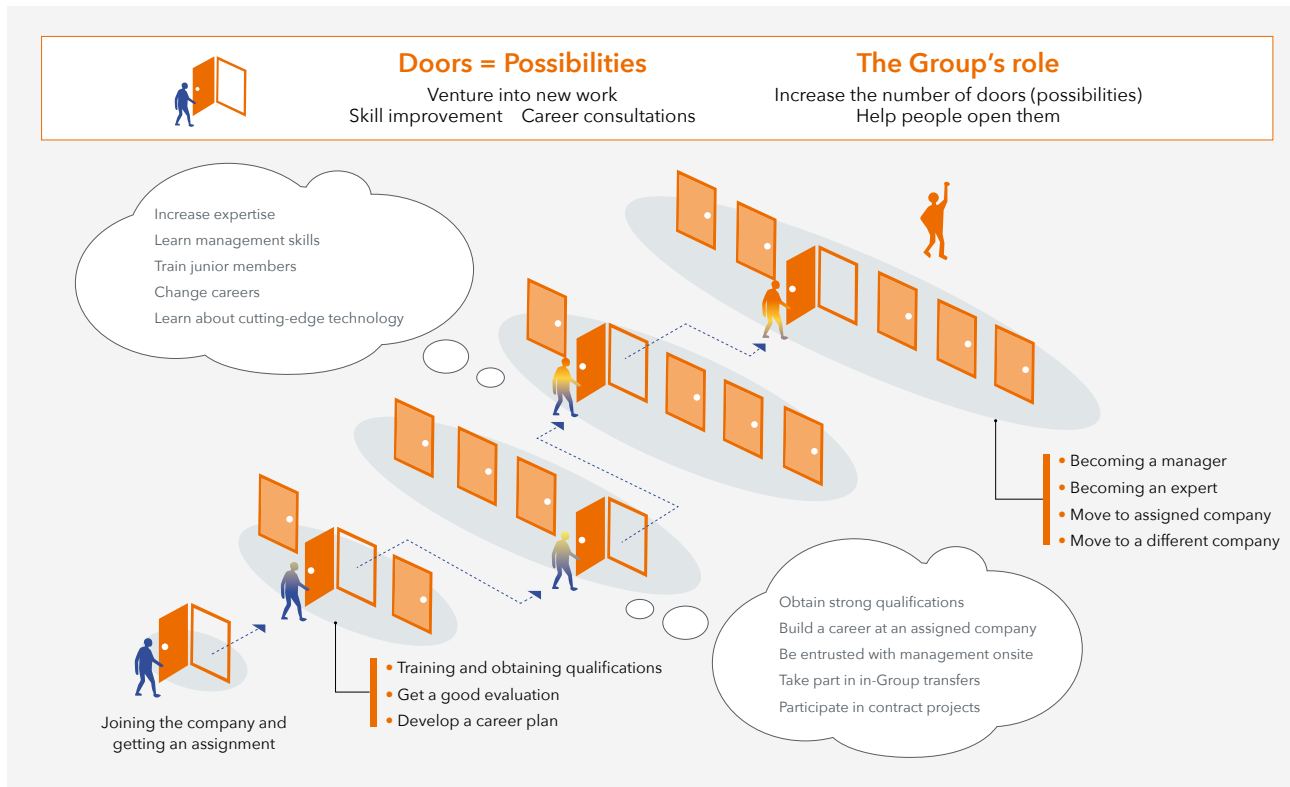 Doors = Possibilities
Venture into new work
Skill improvement Career consultations
The Group's role
Increase the number of doors (possibilities)
Help people open them
Increase expertise
Learn management skills
Train junior members
Change careers
Learn about cutting-edge technology
• Becoming a manager
• Becoming an expert
• Move to assigned company
• Move to a different company
Obtain strong qualifications
Build a career at an assigned company
Be entrusted with management onsite
Take part in in-Group transfers
Participate in contract projects
• Training and obtaining qualifications
• Get a good evaluation
• Develop a career plan
Joining the company and
getting an assignment